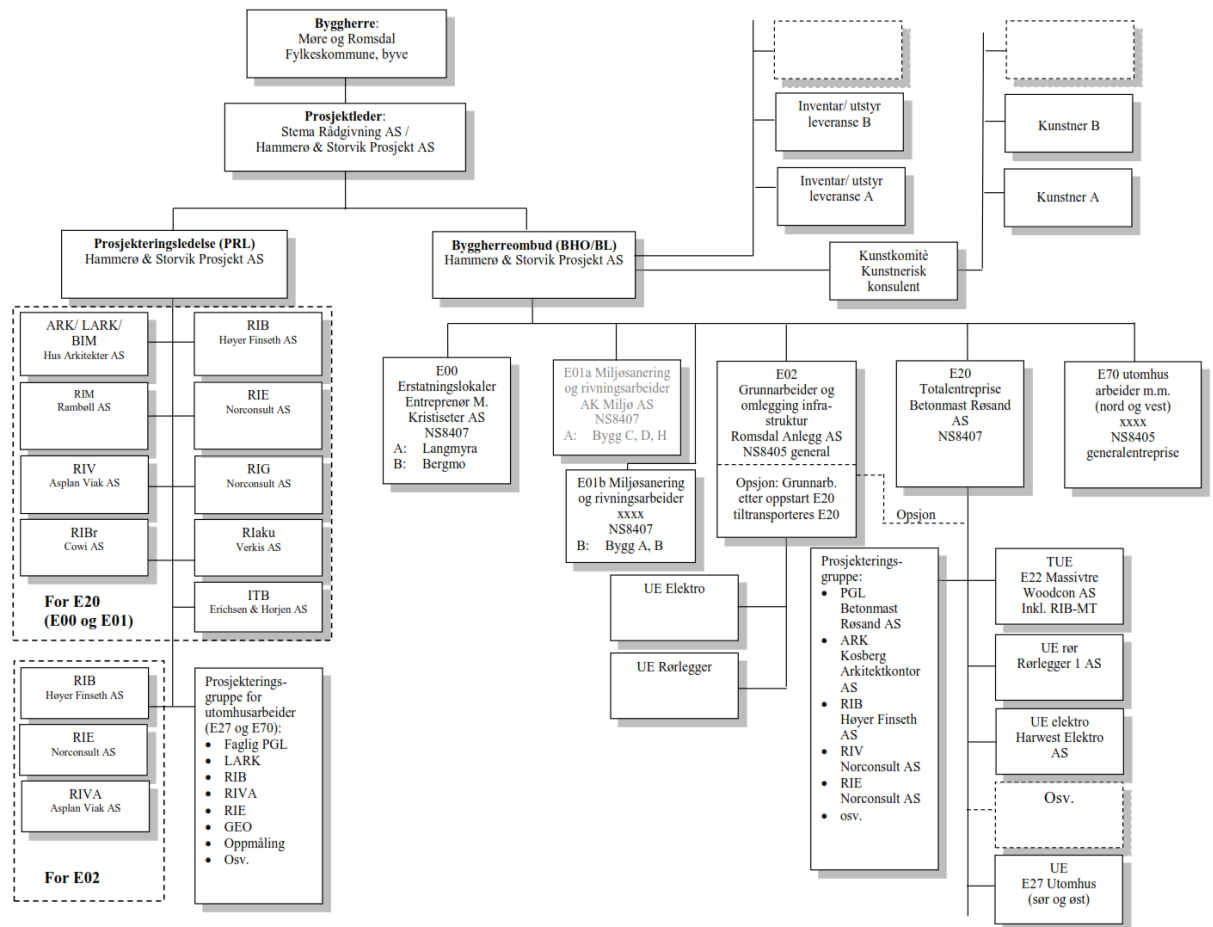 Byggherre:
Møre og Romsdal
Fylkeskommune, byve
Prosjektleder:
Stema Rådgivning AS /
Hammerø & Storvik Prosjekt AS
Inventar/ utstyr
leveranse B
Inventar/ utstyr
leveranse A
Kunstner B
Kunstner A
Prosjekteringsledelse (PRL)
Hammerø & Storvik Prosjekt AS
Byggherreombud (BHO/BL)
Hammerø & Storvik Prosjekt AS
Kunstkomitè
Kunstnerisk
konsulent
ARK/ LARK/
BIM
Hus Arkitekter AS
RIB
Høyer Finseth AS
RIM
Rambøll AS
RIE
Norconsult AS
RIV
Asplan Viak AS
RIG
Norconsult AS
RIBr
Cowi AS
RIaku
Verkis AS
ITB
Erichsen & Horjen AS
For E20
(E00 og E01)
E00
Erstatningslokaler
Entreprenør M.
Kristiseter AS
NS8407
A: Langmyra
B: Bergmo
E01a Miljøsanering
og rivningsarbeider
AK Miljø AS
NS8407
A: Bygg C, D, H
E01b Miljøsanering
og rivningsarbeider
xxxx
NS8407
B: Bygg A, B
E02
Grunnarbeider og
omlegging infra-
struktur
Romsdal Anlegg AS
NS8405 general
Opsjon: Grunnarb.
etter oppstart E20
tiltransporteres E20
E20
Totalentreprise
Betonmast Røsand
AS
NS8407
Opsjon
E70 utomhus
arbeider m.m.
(nord og vest)
xxxx
NS8405
generalentreprise
UE Elektro
UE Rørlegger
Prosjekterings-
gruppe:
• PGL
Betonmast
Røsand AS
• ARK
Kosberg
Arkitektkontor
AS
• RIB
Høyer Finseth
AS
• RIV
Norconsult AS
• RIE
Norconsult AS
• osv.
TUE
E22 Massivtre
Woodcon AS
Inkl. RIB-MT
UE rør
Rørlegger 1 AS
UE elektro
Harwest Elektro
AS
Osv.
UE
E27 Utomhus
(sør og øst)
RIB
Høyer Finseth AS
RIE
Norconsult AS
RIVA
Asplan Viak AS
For E02
Prosjekterings-
gruppe for
utomhusarbeider
(E27 og E70):
• Faglig PGL
• LARK
• RIB
• RIVA
• RIE
• GEO
• Oppmåling
• Osv.